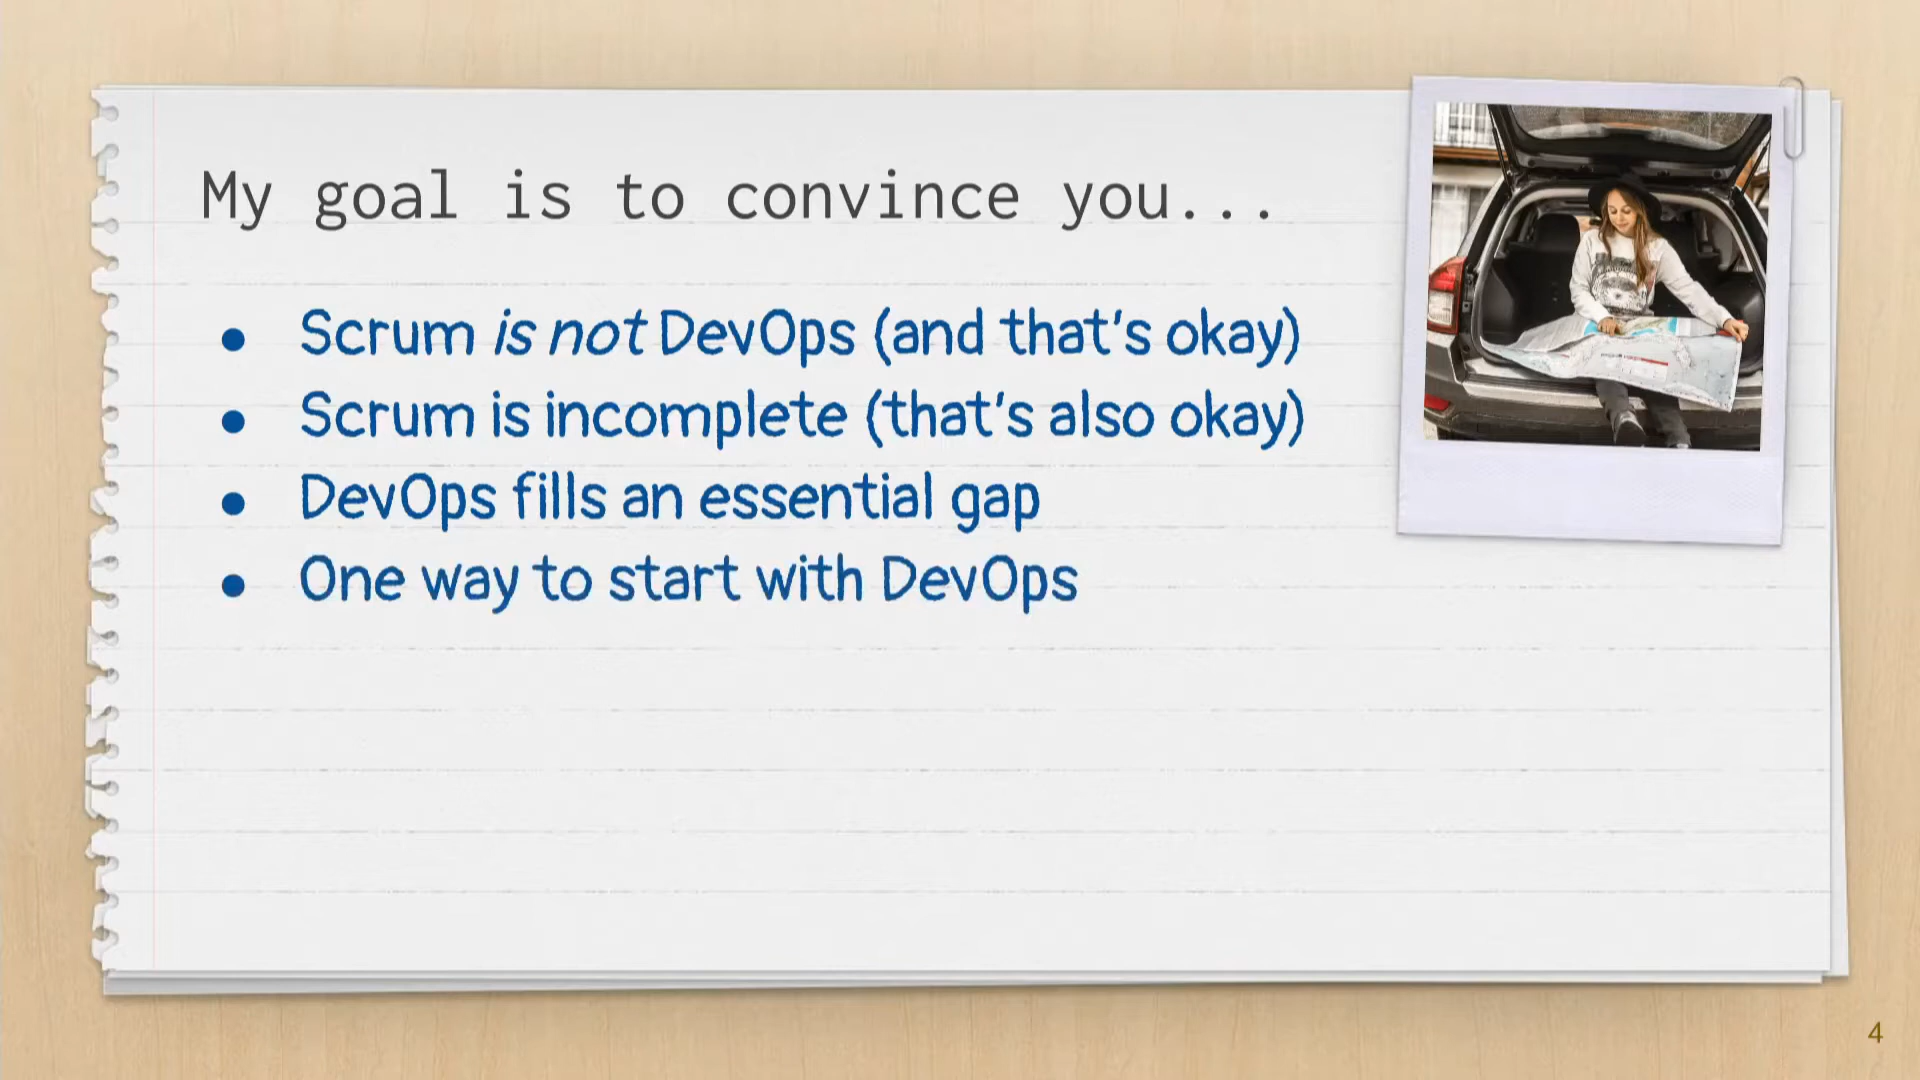 My goal is to convince you...
● Scrum is not DevOps (and that's okay)
● Scrum is incomplete (that's also okay)
● DevOps fills an essential gap
● One way to start with DevOps
4